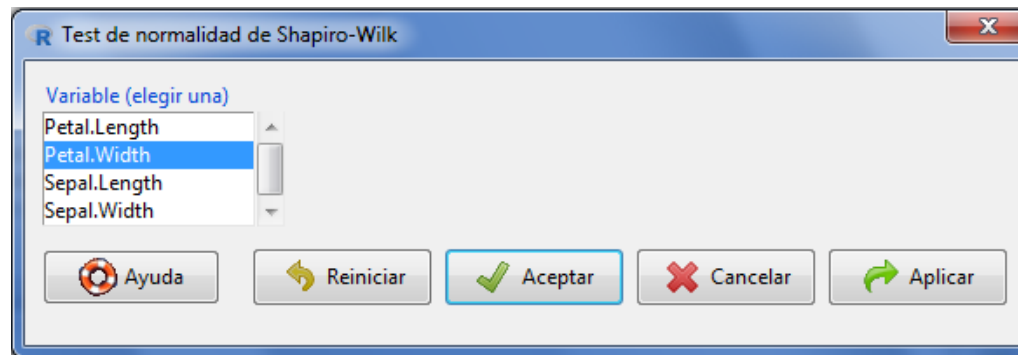 R Test de normalidad de Shapiro-Wilk
X
Variable (elegir una)
Petal.Length
Petal.Width
Sepal.Length
Sepal.Width
Ayuda Reiniciar Aceptar Cancelar Aplicar